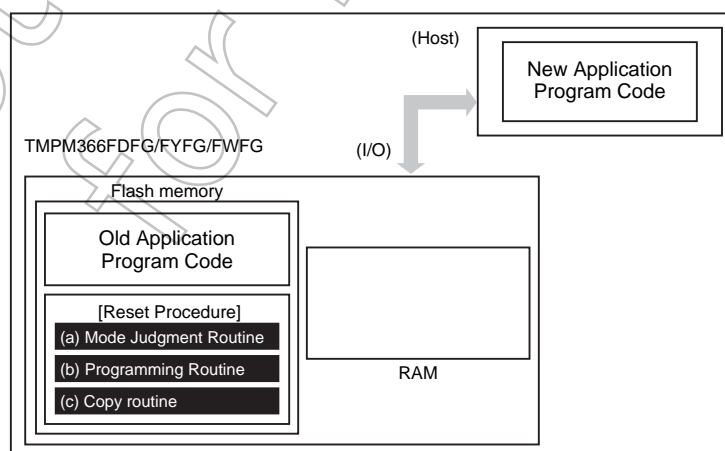 (Host)
New Application
Program Code
TMPM366FDFG/FYFG/FWFG
(I/O)
Flash memory
Old Application
Program Code
[Reset Procedure]
(a) Mode Judgment Routine
(b) Programming Routine
(c) Copy routine
RAM
for